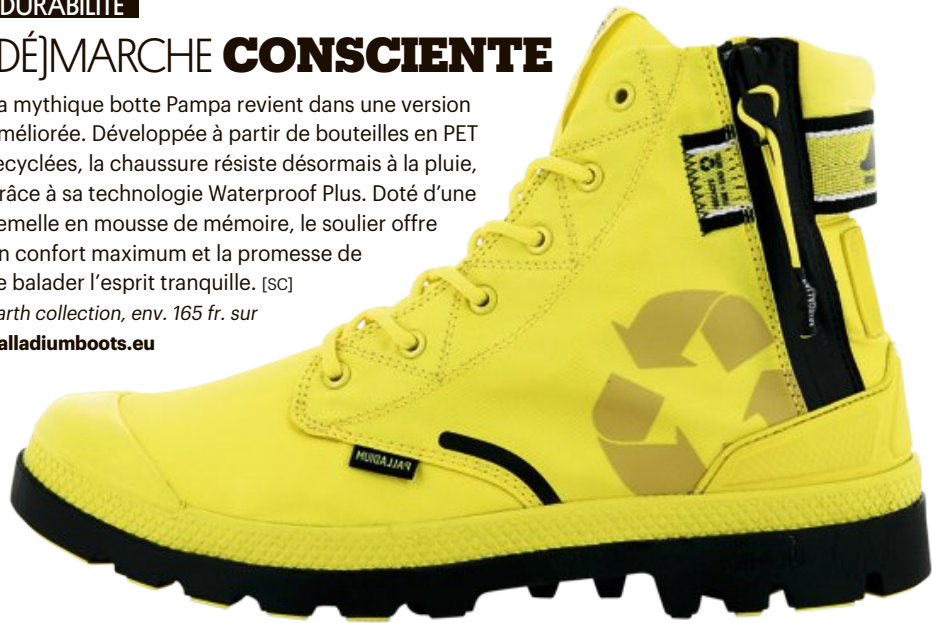 DURABILITÉ
DÉ)MARCHE CONSCIENTE
a mythique botte Pampa revient dans une version
méliorée. Développée à partir de bouteilles en PET
ecyclées, la chaussure résiste désormais à la pluie,
râce à sa technologie Waterproof Plus. Doté d’une
emelle en mousse de mémoire, le soulier offre
n confort maximum et la promesse de
e balader l’esprit tranquille. [SC]
arth collection, env. 165 fr. sur
alladiumboots.eu
PALLADIUM